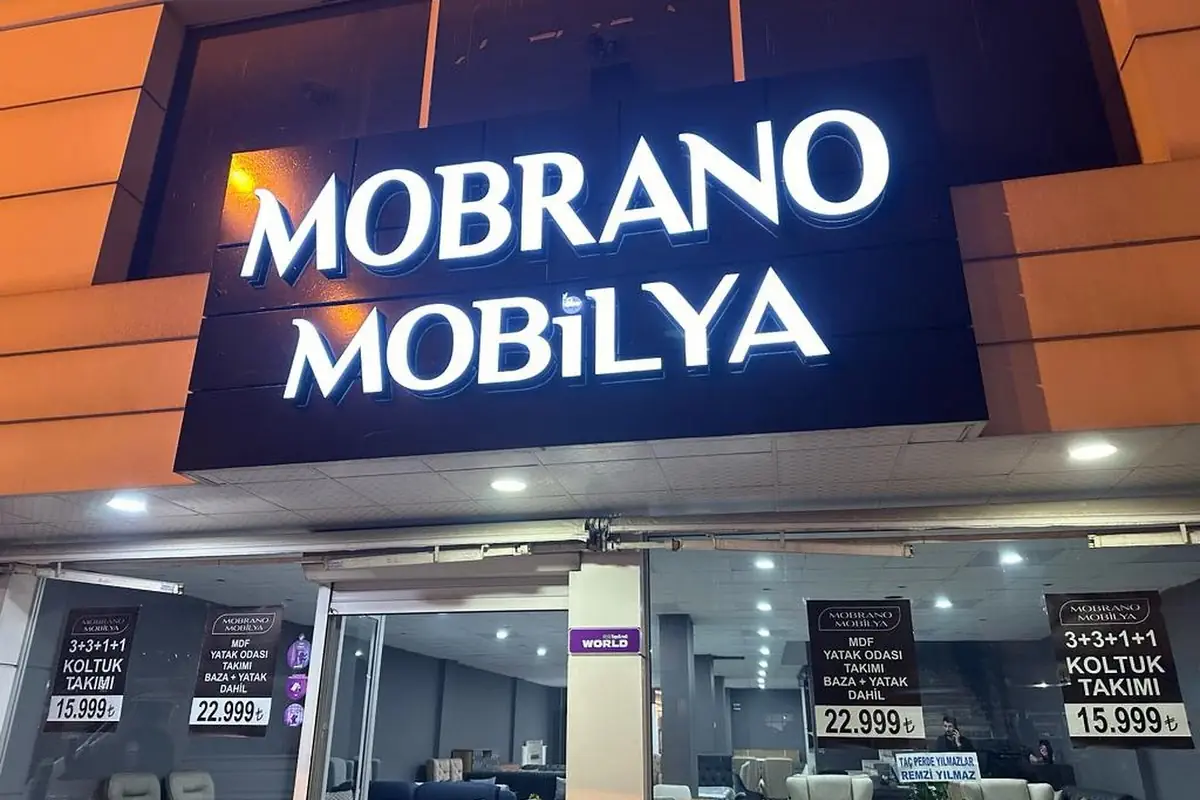 MOBRANO
MOBİLYA
MOBRANO
MOBİLYA
3+3+1+1
KOLTUK
TAKIMI
15.999₺
MOBRANO
MOBİLYA
MDF
YATAK ODASI
TAKIMI
BAZA + YATAK
DAHİL
22.999₺
WORLD
MOBRANO
MOBİLYA
MDF
YATAK ODASI
TAKIMI
BAZA + YATAK
DAHİL
22.999₺
MOBRANO
MOBİLYA
3+3+1+1
KOLTUK
TAKIMI
15.999₺
TAÇ PERDE YILMAZLAR
REMZİ YILMAZ